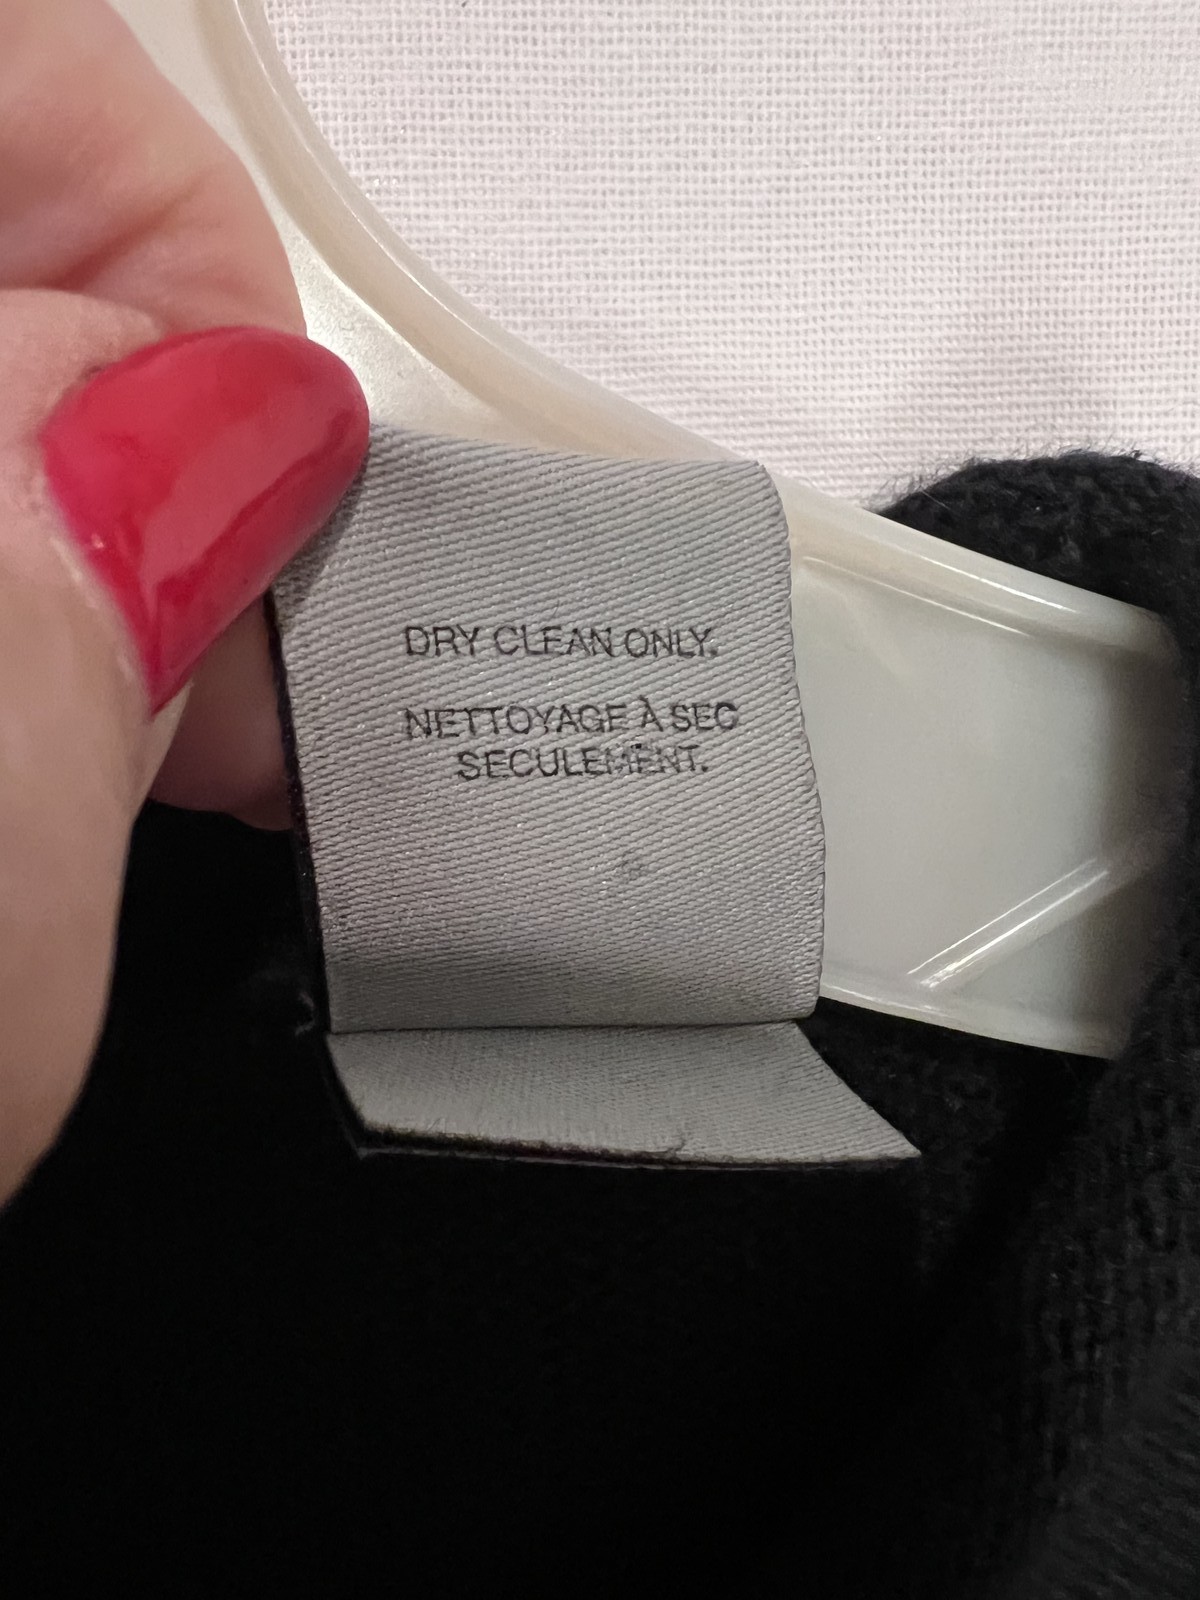 DRY CLEAN ONLY.
NETTOYAGE À SEC
SECULEMENT.